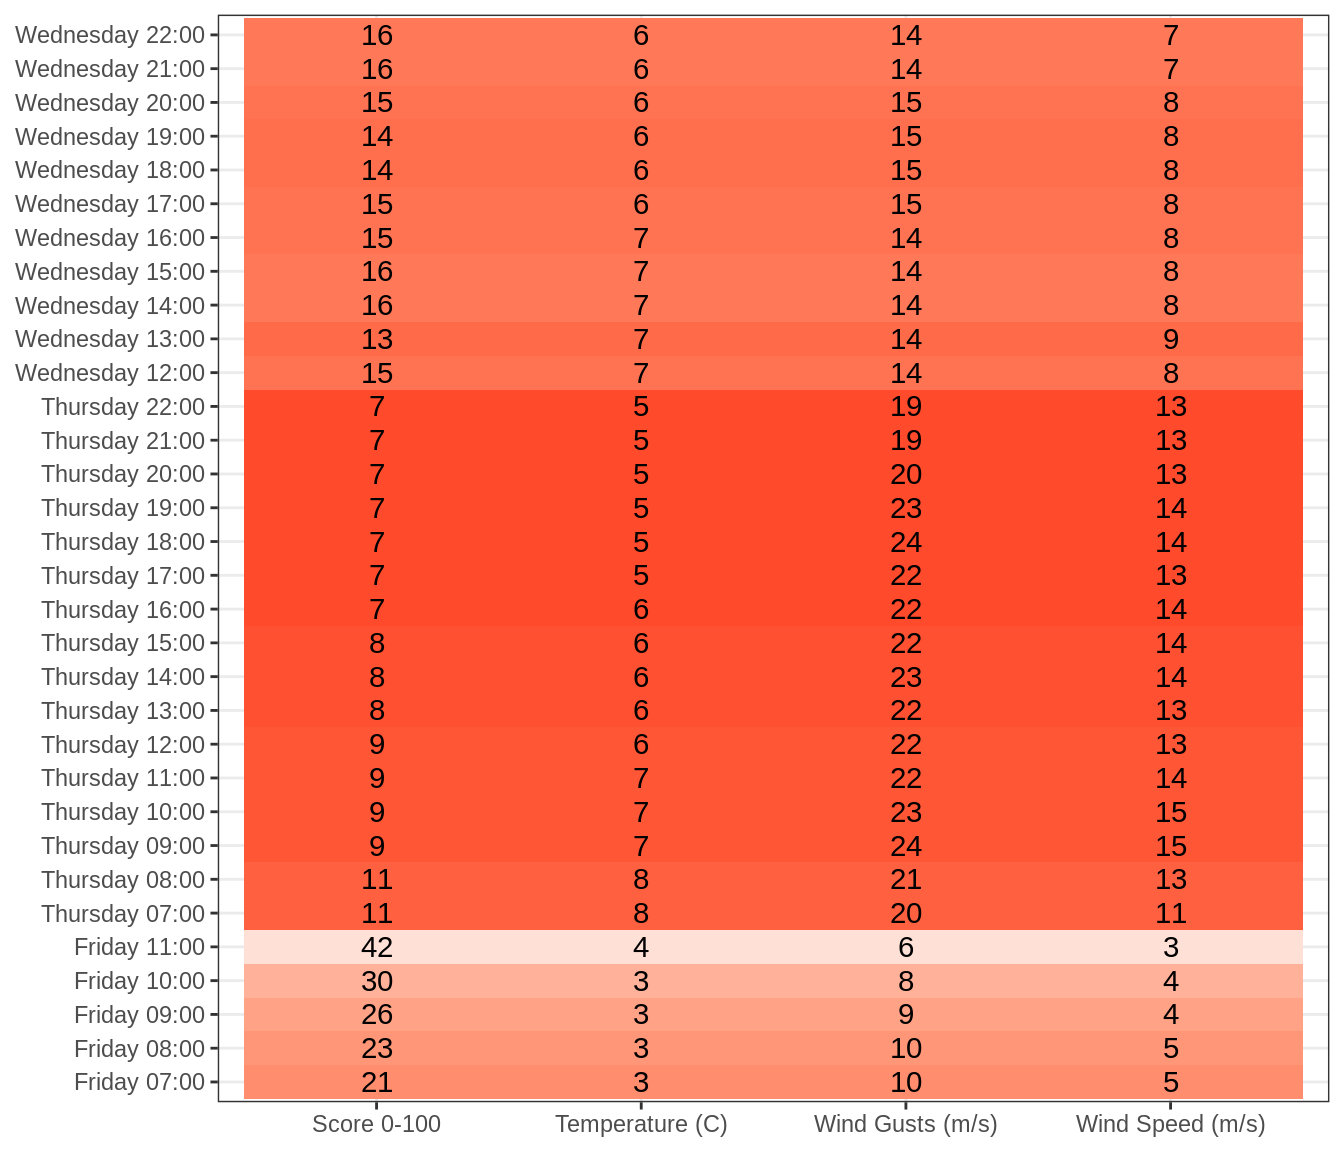 Wednesday 22:00 16 6 14 7
Wednesday 21:00 16 6 14 7
Wednesday 20:00 15 6 15 8
Wednesday 19:00 14 6 15 8
Wednesday 18:00 14 6 15 8
Wednesday 17:00 15 6 15 8
Wednesday 16:00 15 7 14 8
Wednesday 15:00 16 7 14 8
Wednesday 14:00 16 7 14 8
Wednesday 13:00 13 7 14 9
Wednesday 12:00 15 7 14 8
Thursday 22:00 7 5 19 13
Thursday 21:00 7 5 19 13
Thursday 20:00 7 5 20 13
Thursday 19:00 7 5 23 14
Thursday 18:00 7 5 24 14
Thursday 17:00 7 5 22 13
Thursday 16:00 7 6 22 14
Thursday 15:00 8 6 22 14
Thursday 14:00 8 6 23 14
Thursday 13:00 8 6 22 13
Thursday 12:00 9 6 22 13
Thursday 11:00 9 7 22 14
Thursday 10:00 9 7 23 15
Thursday 09:00 9 7 24 15
Thursday 08:00 11 8 21 13
Thursday 07:00 11 8 20 11
Friday 11:00 42 4 6 3
Friday 10:00 30 3 8 4
Friday 09:00 26 3 9 4
Friday 08:00 23 3 10 5
Friday 07:00 21 3 10 5
Score 0-100 Temperature (C) Wind Gusts (m/s) Wind Speed (m/s)